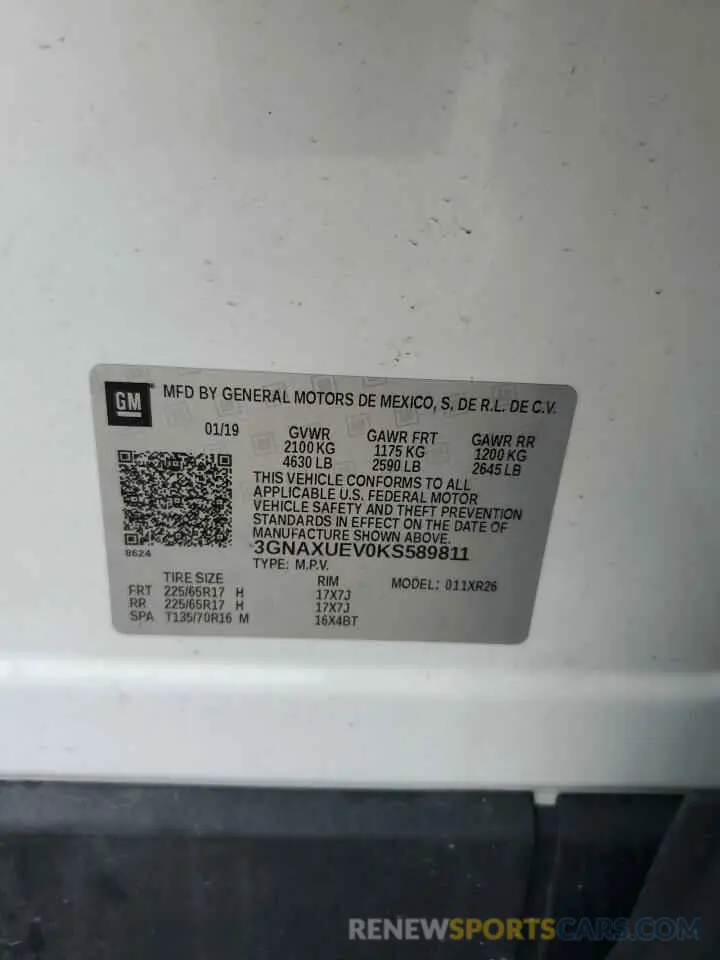 GM MFD BY GENERAL MOTORS DE MEXICO, S. DE R.L. DE C.V.
01/19 GVWR GAWR FRT GAWR RR
2100 KG 1175 KG 1200 KG
4630 LB 2590 LB 2645 LB
THIS VEHICLE CONFORMS TO ALL
APPLICABLE U.S. FEDERAL MOTOR
VEHICLE SAFETY AND THEFT PREVENTION
STANDARDS IN EFFECT ON THE DATE OF
MANUFACTURE SHOWN ABOVE.
8624 3GNAXUEV0KS589811
TYPE: M.P.V.
TIRE SIZE RIM MODEL: 011XR26
FRT 225/65R17 H 17X7J
RR 225/65R17 H 17X7J
SPA T135/70R16 M 16X4BT
RENEWSPORTSCARS.COM